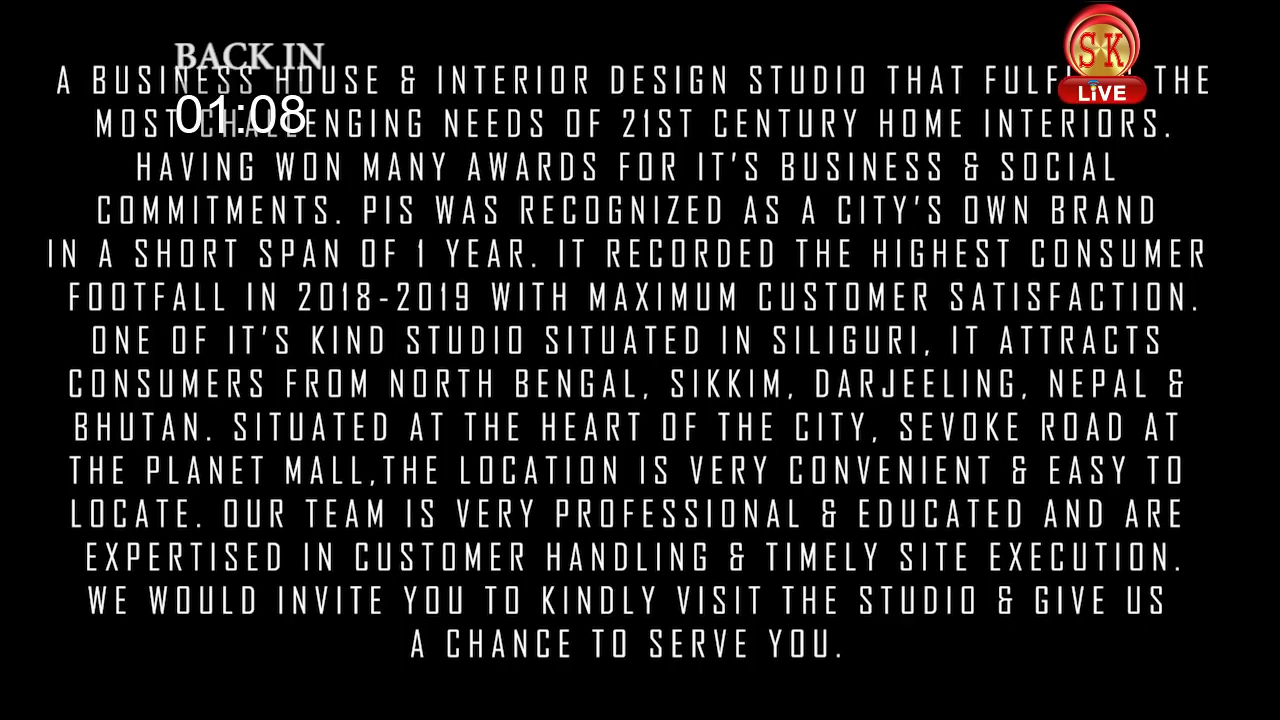 BACK IN
01:08
SK
LIVE
A BUSINESS HOUSE & INTERIOR DESIGN STUDIO THAT THE
MOST CHALLENGING NEEDS OF 21ST CENTURY HOME INTERIORS.
HAVING WON MANY AWARDS FOR IT'S BUSINESS & SOCIAL
COMMITMENTS. PIS WAS RECOGNIZED AS A CITY'S OWN BRAND
IN A SHORT SPAN OF 1 YEAR. IT RECORDED THE HIGHEST CONSUMER
FOOTFALL IN 2018-2019 WITH MAXIMUM CUSTOMER SATISFACTION.
ONE OF IT'S KIND STUDIO SITUATED IN SILIGURI, IT ATTRACTS
CONSUMERS FROM NORTH BENGAL, SIKKIM, DARJEELING, NEPAL &
BHUTAN. SITUATED AT THE HEART OF THE CITY, SEVOKE ROAD AT
THE PLANET MALL,THE LOCATION IS VERY CONVENIENT & EASY TO
LOCATE. OUR TEAM IS VERY PROFESSIONAL & EDUCATED AND ARE
EXPERTISED IN CUSTOMER HANDLING & TIMELY SITE EXECUTION.
WE WOULD INVITE YOU TO KINDLY VISIT THE STUDIO & GIVE US
A CHANCE TO SERVE YOU.